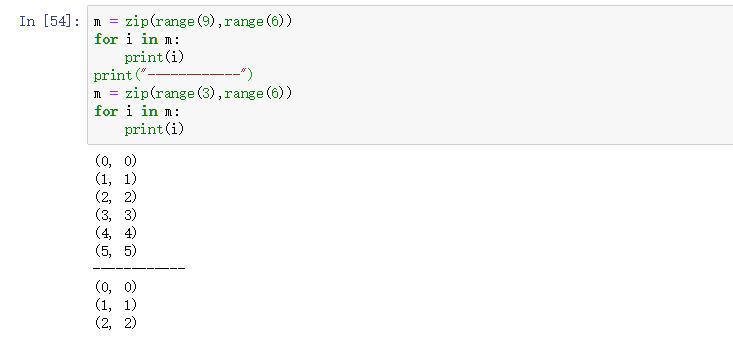 In [54]: m = zip(range(9),range(6))
for i in m:
    print(i)
print("------------")
m = zip(range(3),range(6))
for i in m:
    print(i)
(0, 0)
(1, 1)
(2, 2)
(3, 3)
(4, 4)
(5, 5)
------------
(0, 0)
(1, 1)
(2, 2)